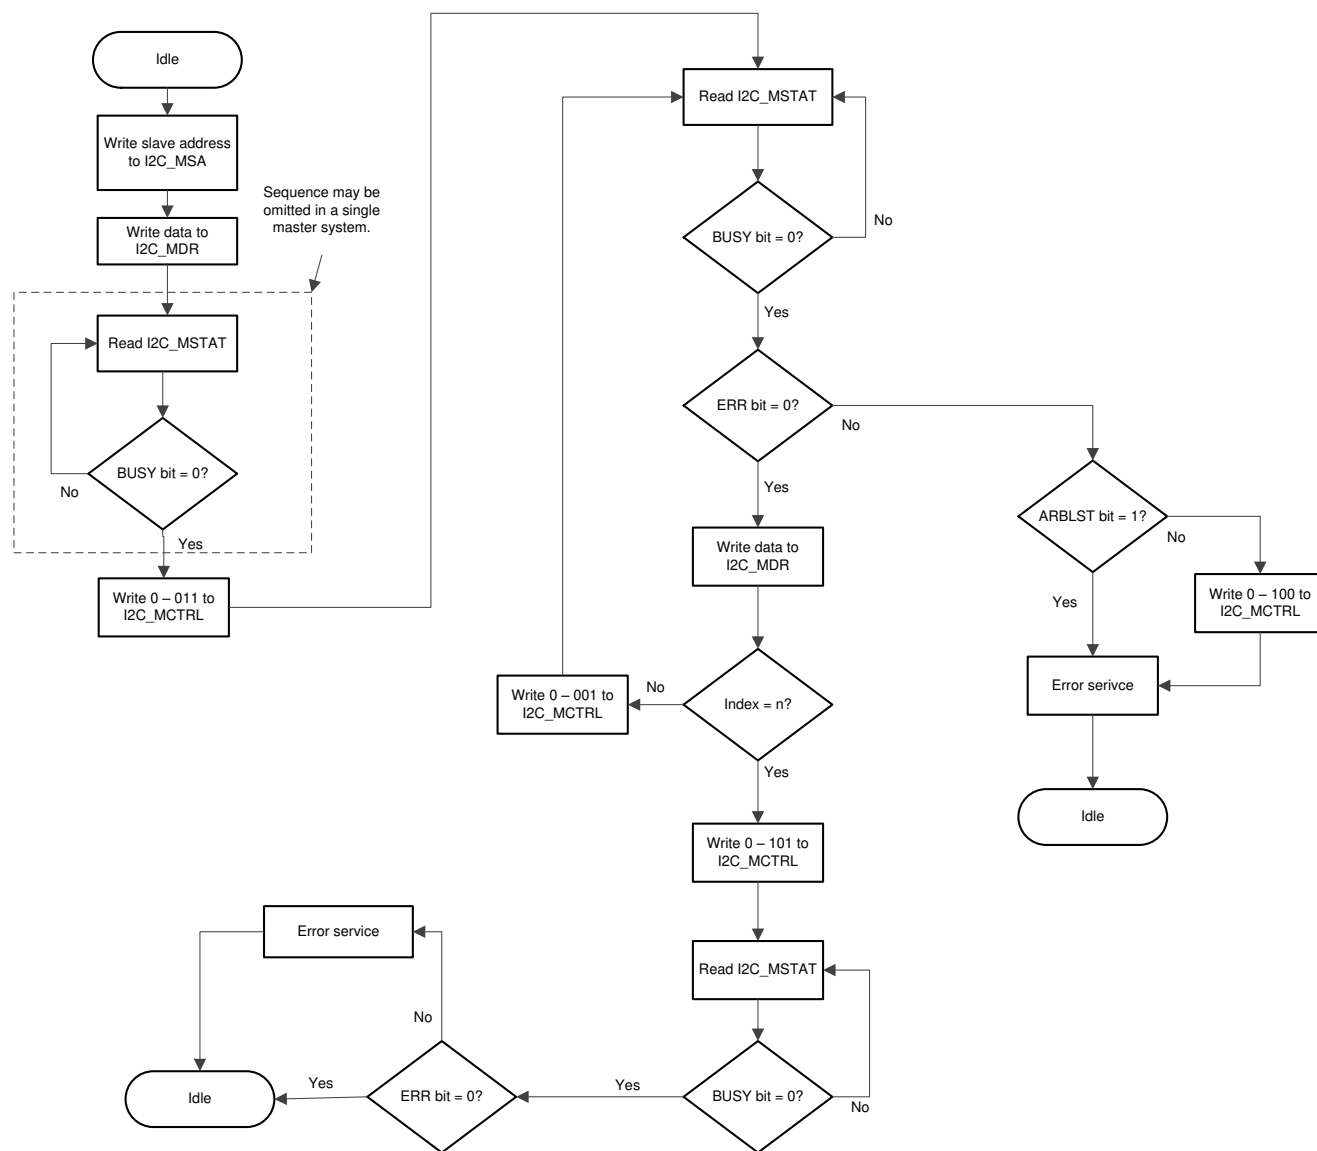 Idle
Write slave address
to I2C_MSA
Write data to
I2C_MDR
Sequence may be
omitted in a single
master system.
Read I2C_MSTAT
BUSY bit = 0?
No
Yes
Write 0 – 011 to
I2C_MCTRL
Read I2C_MSTAT
BUSY bit = 0?
No
Yes
ERR bit = 0?
No
Yes
Write data to
I2C_MDR
Index = n?
No
Write 0 – 001 to
I2C_MCTRL
Yes
Write 0 – 101 to
I2C_MCTRL
Read I2C_MSTAT
BUSY bit = 0?
No
Yes
ERR bit = 0?
No
Error service
Yes
Idle
ARBLST bit = 1?
No
Write 0 – 100 to
I2C_MCTRL
Yes
Error serivce
Idle